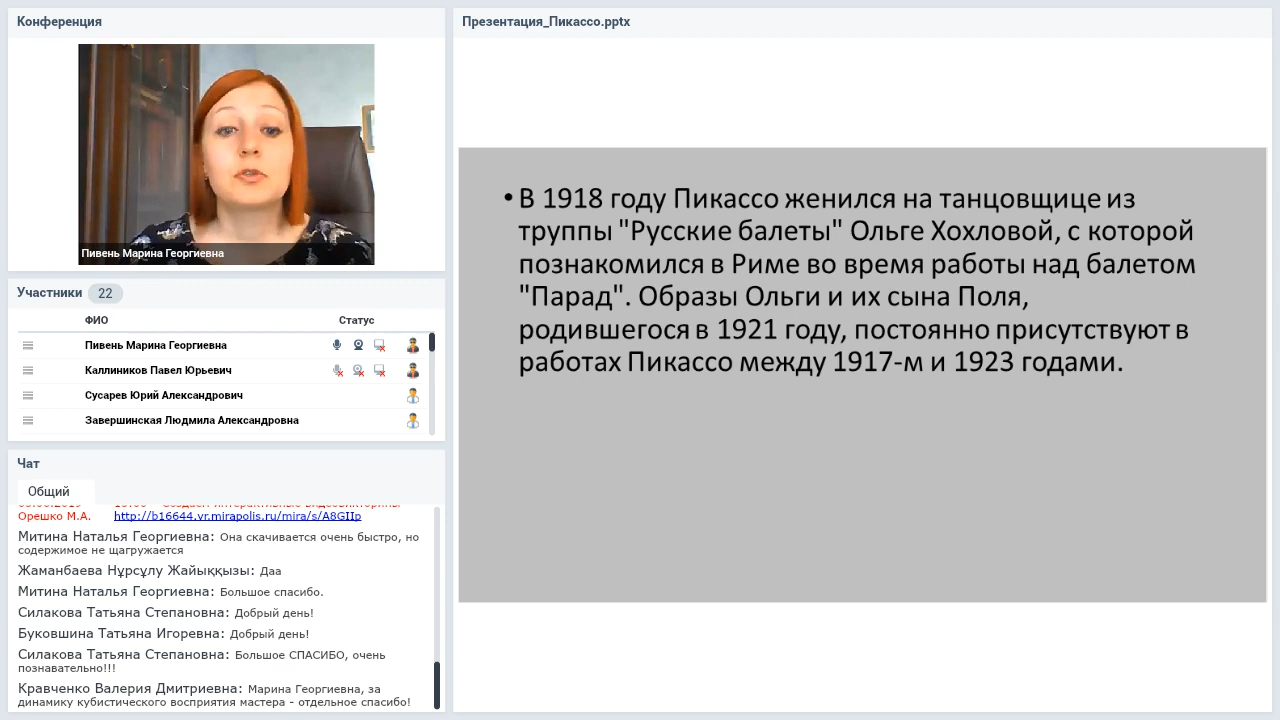 Конференция
Пивень Марина Георгиевна
Участники 22
ФИО Статус
Пивень Марина Георгиевна
Каллиников Павел Юрьевич
Сусарев Юрий Александрович
Завершинская Людмила Александровна
Чат
Общий
Орешко М.А. http://b16644.vr.mirapolis.ru/mira/s/A8GIIp
Митина Наталья Георгиевна: Она скачивается очень быстро, но
содержимое не щагружается
Жаманбаева Нұрсұлу Жайыққызы: Даа
Митина Наталья Георгиевна: Большое спасибо.
Силакова Татьяна Степановна: Добрый день!
Буковшина Татьяна Игоревна: Добрый день!
Силакова Татьяна Степановна: Большое СПАСИБО, очень
познавательно!!!
Кравченко Валерия Дмитриевна: Марина Георгиевна, за
динамику кубистического восприятия мастера - отдельное спасибо!
Презентация_Пикассо.pptx
• В 1918 году Пикассо женился на танцовщице из
труппы "Русские балеты" Ольге Хохловой, с которой
познакомился в Риме во время работы над балетом
"Парад". Образы Ольги и их сына Поля,
родившегося в 1921 году, постоянно присутствуют в
работах Пикассо между 1917-м и 1923 годами.